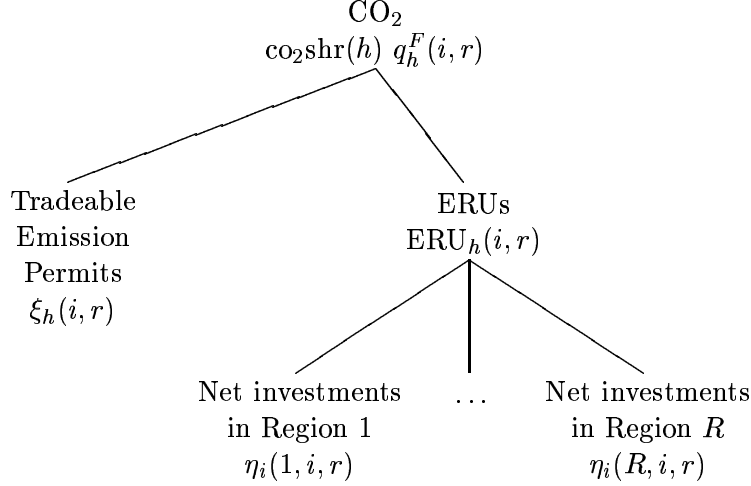 CO₂
co₂shr(h) q_h^F(i, r)
Tradeable
Emission
Permits
ξ_h(i, r)
ERUs
ERU_h(i, r)
Net investments
in Region 1
η_i(1, i, r)
...
Net investments
in Region R
η_i(R, i, r)